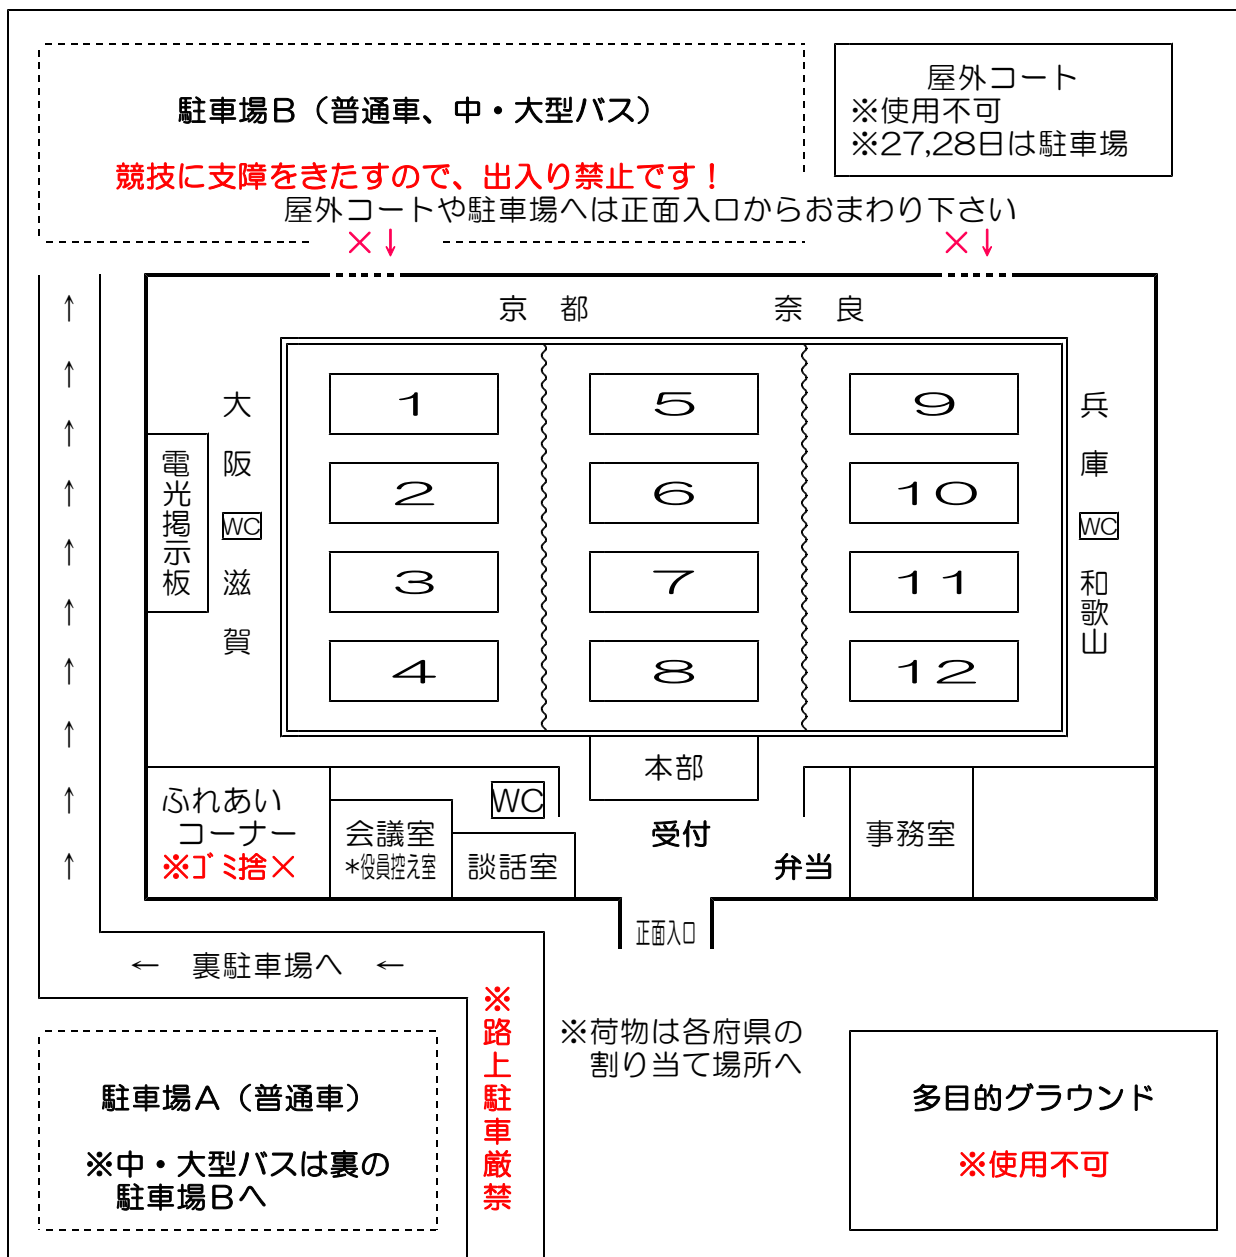 駐車場B（普通車、中・大型バス）
競技に支障をきたすので、出入り禁止です！
屋外コートや駐車場へは正面入口からおまわり下さい
屋外コート
※使用不可
※27,28日は駐車場
×↓
×↓
京都
奈良
大阪
WC
滋賀
電光掲示板
1
5
9
2
6
10
3
7
11
4
8
12
兵庫
WC
和歌山
本部
ふれあい
コーナー
※ゴミ捨×
会議室
*役員控え室
WC
談話室
受付
弁当
事務室
正面入口
↑
↑
↑
↑
↑
↑
↑
↑
↑
↑
← 裏駐車場へ ←
※路上駐車厳禁
※荷物は各府県の
割り当て場所へ
駐車場A（普通車）
※中・大型バスは裏の
駐車場Bへ
多目的グラウンド
※使用不可